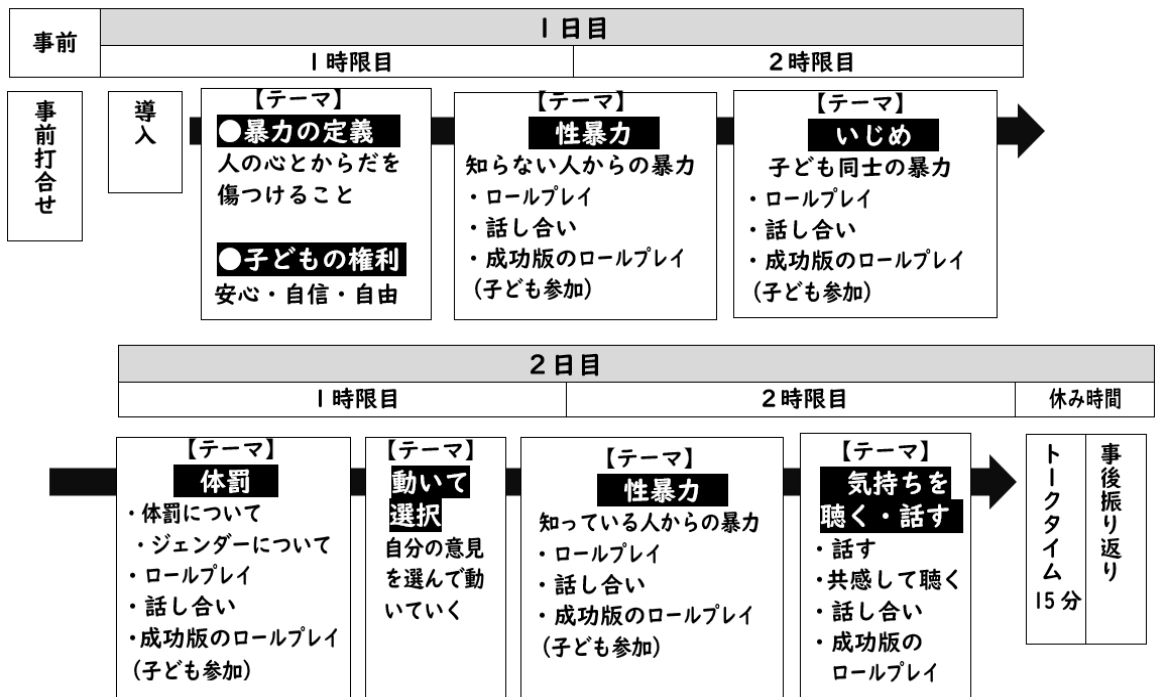 事前
1日目
1時限目
2時限目
事前打合せ
導入
【テーマ】
●暴力の定義
人の心とからだを
傷つけること
●子どもの権利
安心・自信・自由
【テーマ】
性暴力
知らない人からの暴力
・ロールプレイ
・話し合い
・成功版のロールプレイ
(子ども参加)
【テーマ】
いじめ
子ども同士の暴力
・ロールプレイ
・話し合い
・成功版のロールプレイ
(子ども参加)
2日目
1時限目
2時限目
休み時間
【テーマ】
体罰
・体罰について
・ジェンダーについて
・ロールプレイ
・話し合い
・成功版のロールプレイ
(子ども参加)
【テーマ】
動いて
選択
自分の意見
を選んで動
いていく
【テーマ】
性暴力
知っている人からの暴力
・ロールプレイ
・話し合い
・成功版のロールプレイ
(子ども参加)
【テーマ】
気持ちを
聴く・話す
・話す
・共感して聴く
・話し合い
・成功版の
ロールプレイ
トークタイム
15分
事後振り返り